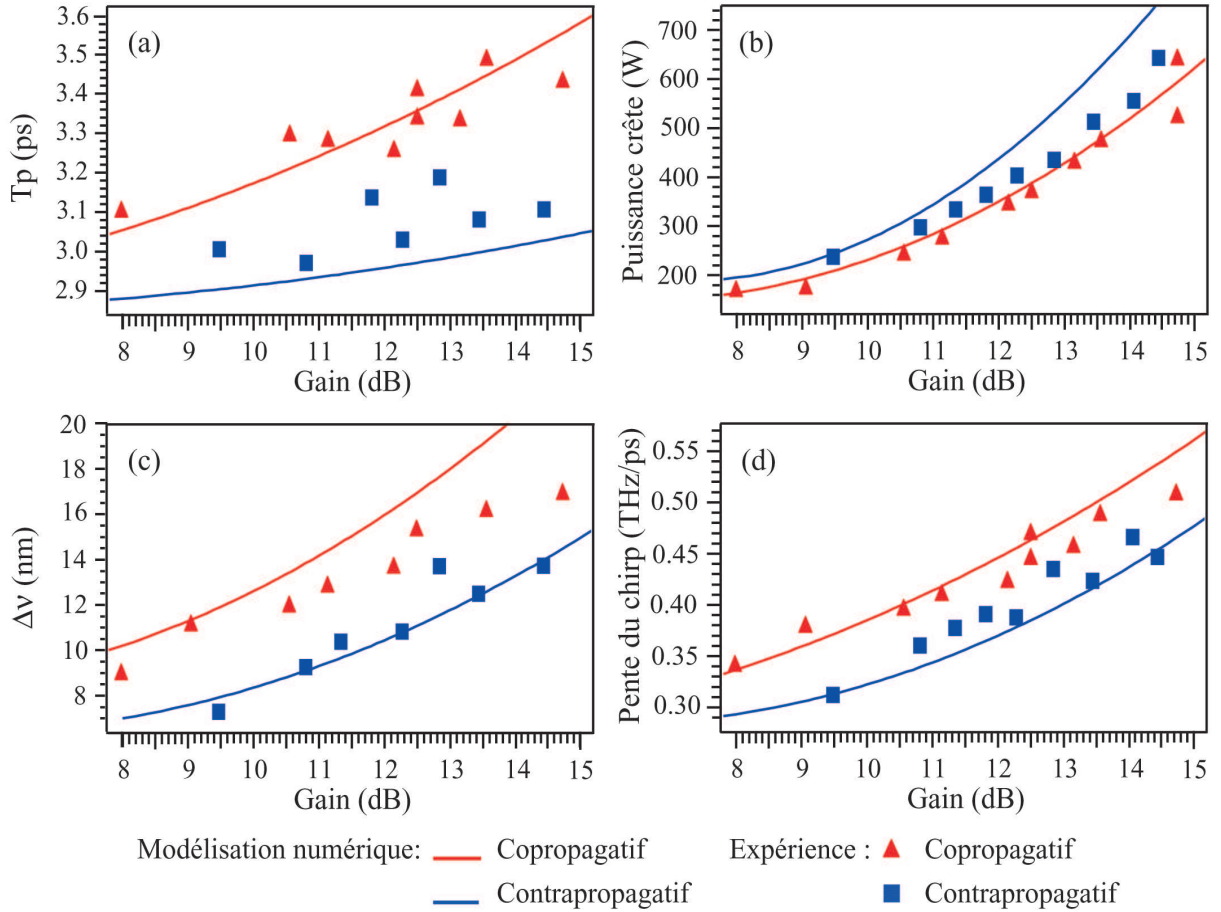 3.6
3.5
3.4
3.3
3.2
3.1
3.0
2.9
Tp (ps)
(a)
8 9 10 11 12 13 14 15
Gain (dB)
700
600
500
400
300
200
Puissance crête (W)
(b)
8 9 10 11 12 13 14 15
Gain (dB)
20
18
16
14
12
10
8
Δν (nm)
(c)
8 9 10 11 12 13 14 15
Gain (dB)
0.55
0.50
0.45
0.40
0.35
0.30
Pente du chirp (THz/ps)
(d)
8 9 10 11 12 13 14 15
Gain (dB)
Modélisation numérique: Copropagatif
Contrapropagatif
Expérience : Copropagatif
Contrapropagatif